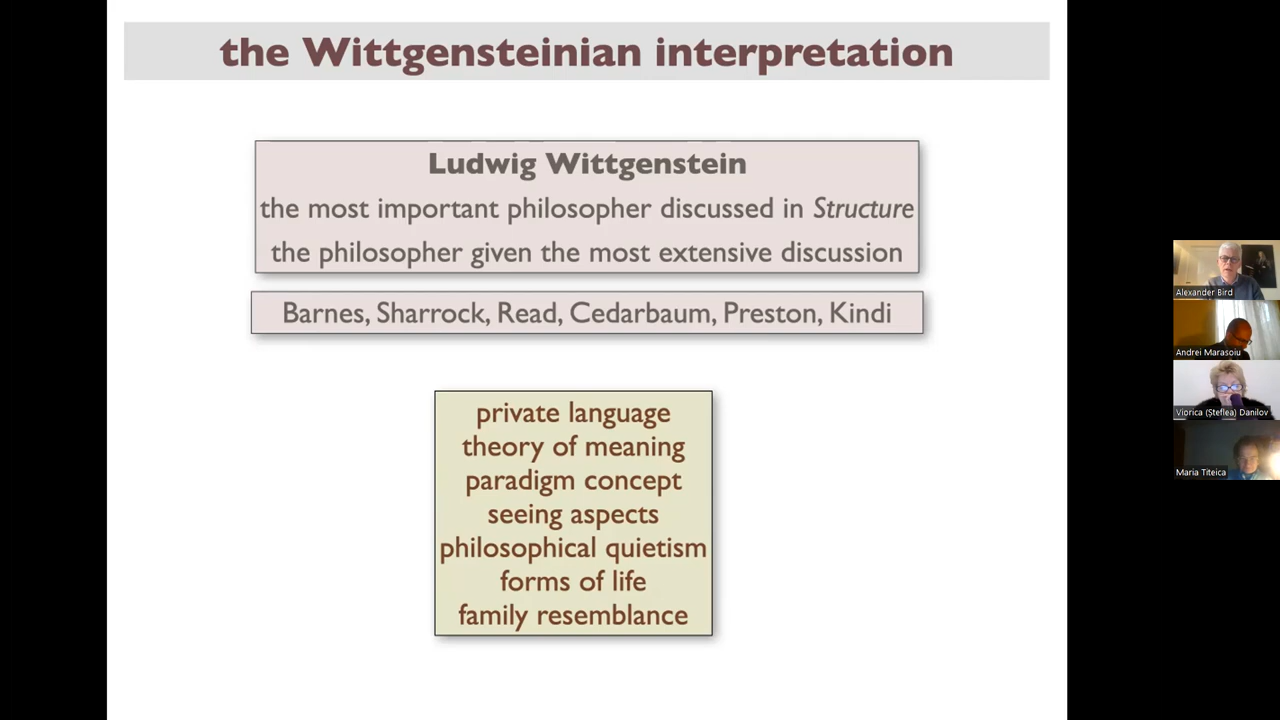 the Wittgensteinian interpretation
Ludwig Wittgenstein
the most important philosopher discussed in Structure
the philosopher given the most extensive discussion
Barnes, Sharrock, Read, Cedarbaum, Preston, Kindi
private language
theory of meaning
paradigm concept
seeing aspects
philosophical quietism
forms of life
family resemblance
Alexander Bird
Andrei Marasoiu
Viorica (Șteflea) Danilov
Maria Titeica